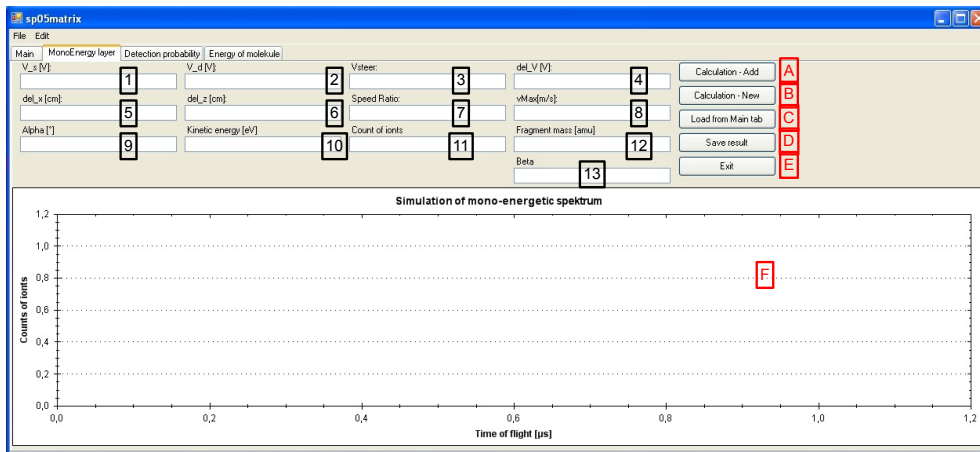 sp05matrix
File Edit
Main MonoEnergy layer Detection probability Energy of molekule
V_s [V]: V_d [V]: Vsteer: del_V [V]: Calculation - Add A
1 2 3 4
del_x [cm]: del_z [cm]: Speed Ratio: vMax[m/s]: Calculation - New B
5 6 7 8 Load from Main tab C
Alpha [°] Kinetic energy [eV] Count of ionts Fragment mass [amu]
9 10 11 12 Save result D
Beta Exit E
13
Simulation of mono-energetic spektrum
1,2
1,0
0,8
0,6
0,4
0,2
0,0
Counts of ionts
F
0,0 0,2 0,4 0,6 0,8 1,0 1,2
Time of flight [µs]